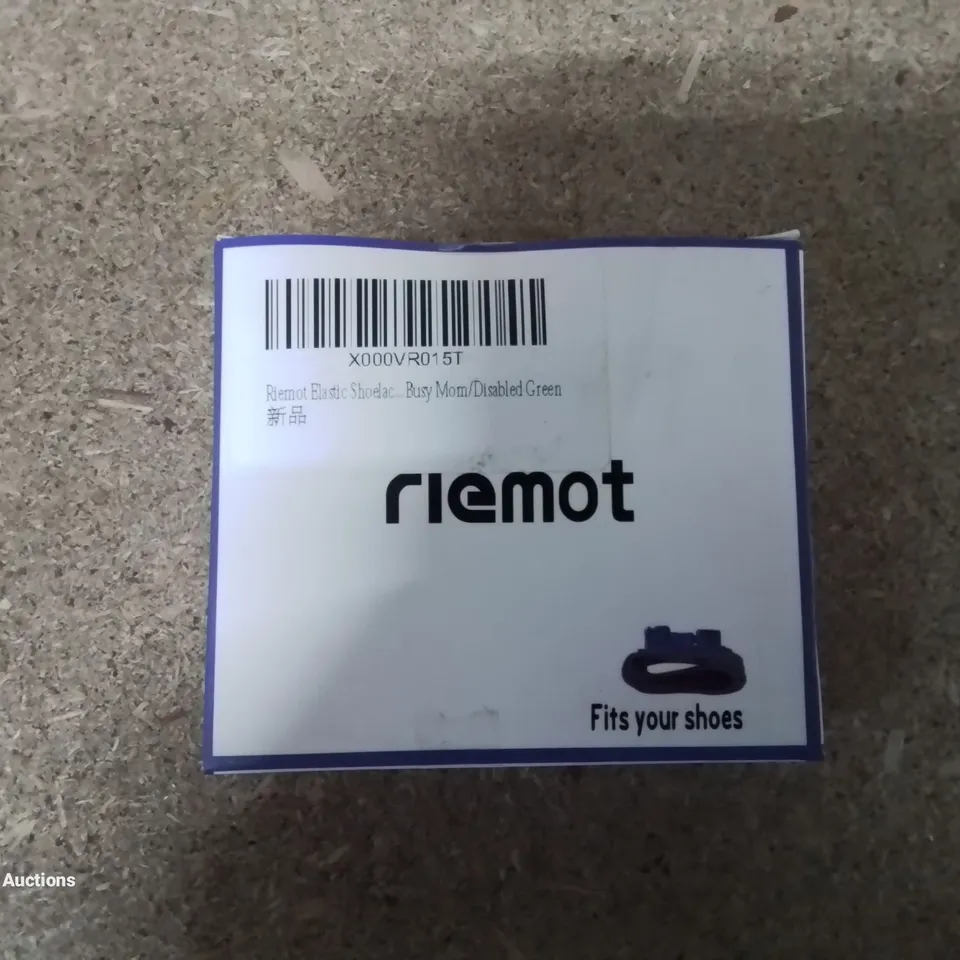 X000VR015T
Riemot Elastic Shoelac...Busy Mom/Disabled Green
新品
riemot
Fits your shoes
Auctions